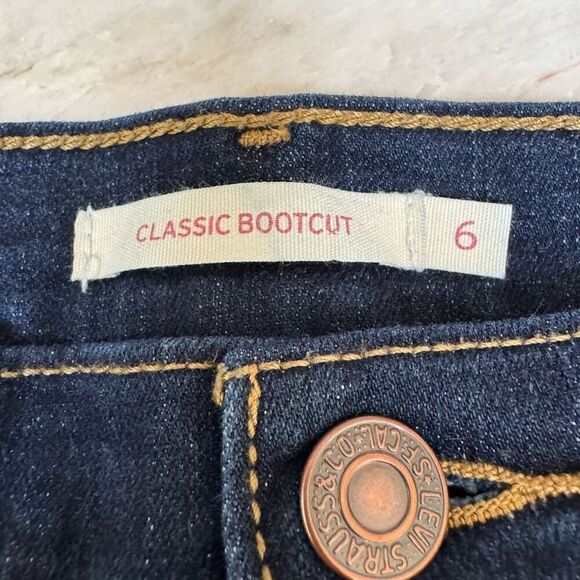 CLASSIC BOOTCUT 6
LEVI STRAUSS & CO. S.F. CAL.